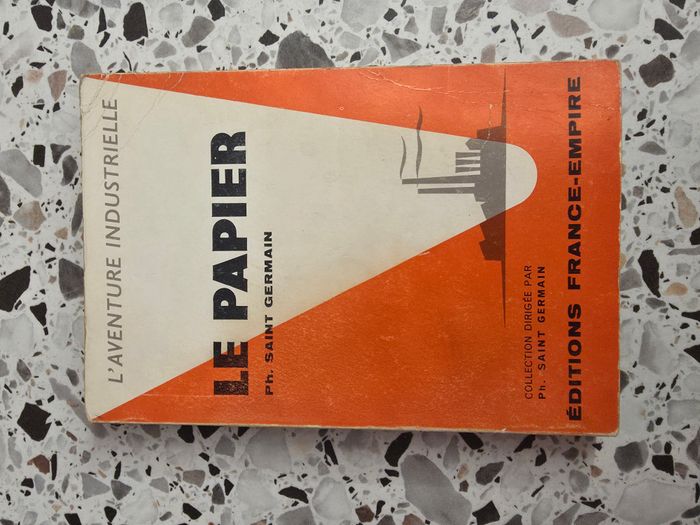 L'AVENTURE INDUSTRIELLE
LE PAPIER
Ph. SAINT GERMAIN
COLLECTION DIRIGÉE PAR
Ph. SAINT GERMAIN
ÉDITIONS FRANCE-EMPIRE